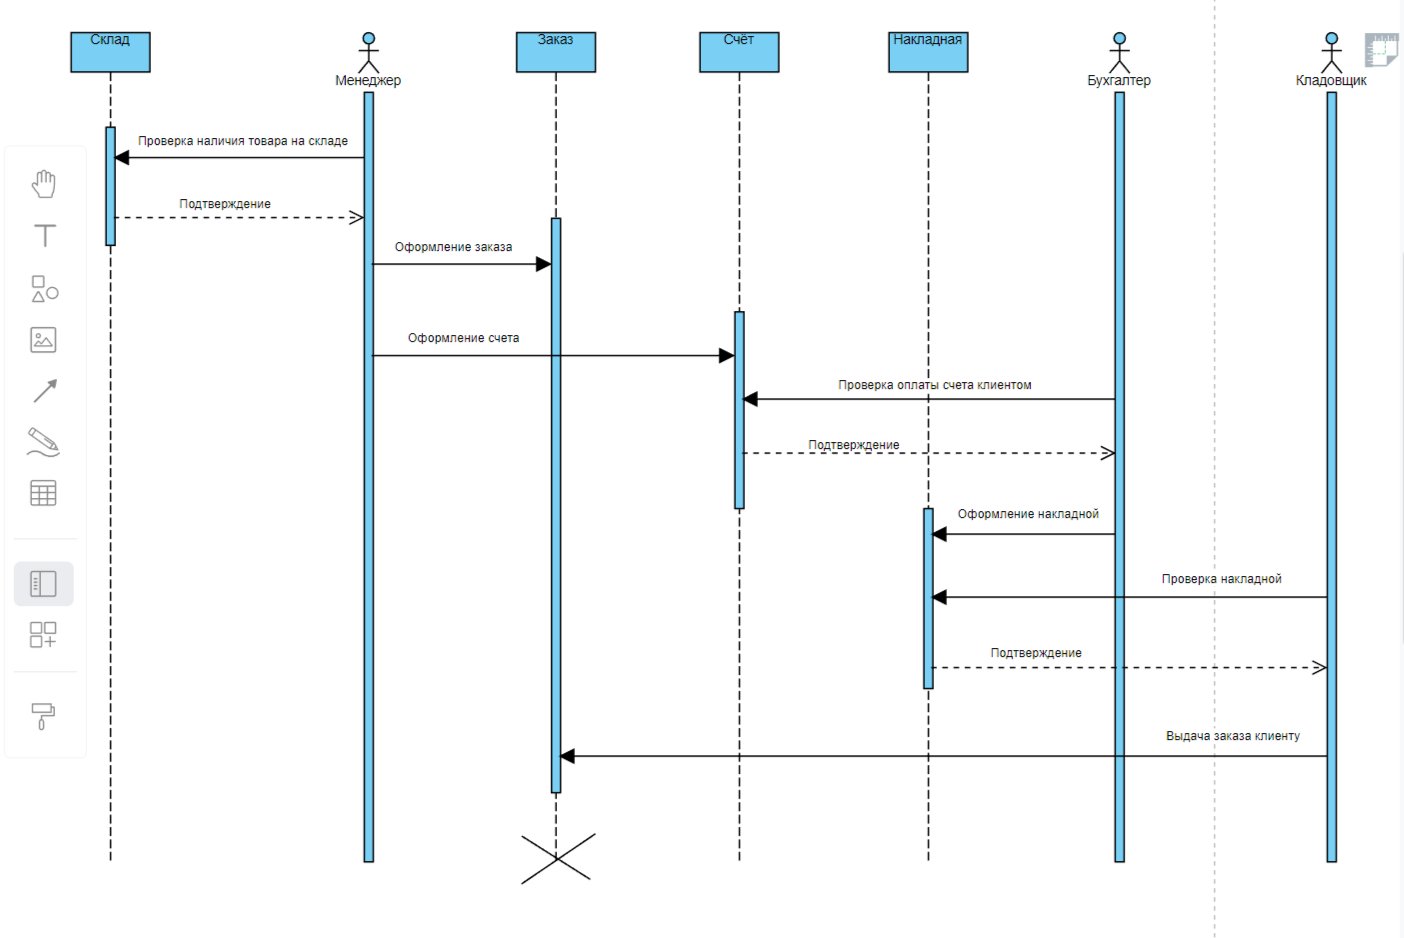 Склад
Менеджер
Заказ
Счёт
Накладная
Бухгалтер
Кладовщик
Проверка наличия товара на складе
Подтверждение
Оформление заказа
Оформление счета
Проверка оплаты счета клиентом
Подтверждение
Оформление накладной
Проверка накладной
Подтверждение
Выдача заказа клиенту